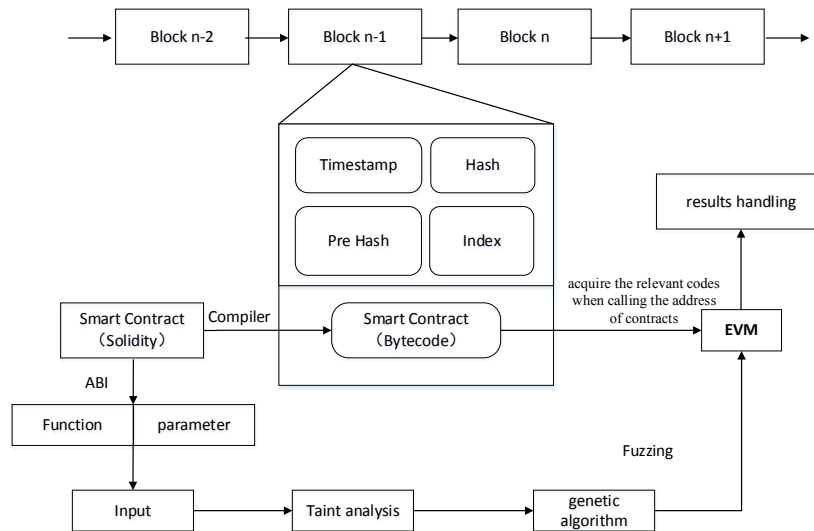 Block n-2
Block n-1
Block n
Block n+1
Timestamp
Hash
Pre Hash
Index
results handling
acquire the relevant codes
when calling the address
of contracts
Smart Contract
（Solidity）
Compiler
Smart Contract
（Bytecode）
EVM
ABI
Function
parameter
Fuzzing
Input
Taint analysis
genetic
algorithm